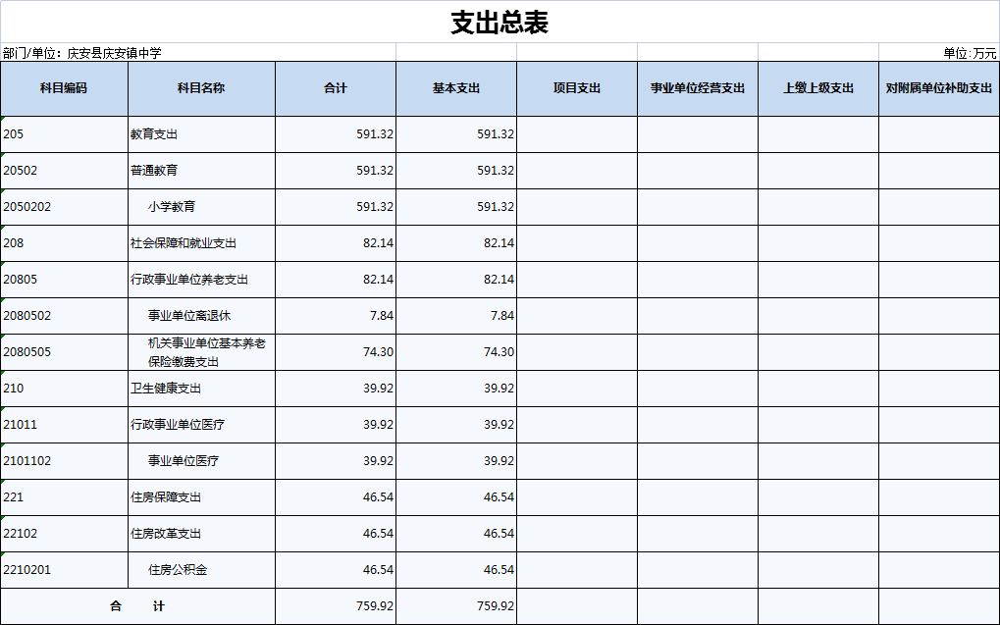 支出总表
部门/单位：庆安县庆安镇中学 单位:万元
科目编码 科目名称 合计 基本支出 项目支出 事业单位经营支出 上缴上级支出 对附属单位补助支出
205 教育支出 591.32 591.32
20502 普通教育 591.32 591.32
2050202 小学教育 591.32 591.32
208 社会保障和就业支出 82.14 82.14
20805 行政事业单位养老支出 82.14 82.14
2080502 事业单位离退休 7.84 7.84
2080505 机关事业单位基本养老 74.30 74.30
保险缴费支出
210 卫生健康支出 39.92 39.92
21011 行政事业单位医疗 39.92 39.92
2101102 事业单位医疗 39.92 39.92
221 住房保障支出 46.54 46.54
22102 住房改革支出 46.54 46.54
2210201 住房公积金 46.54 46.54
合 计 759.92 759.92